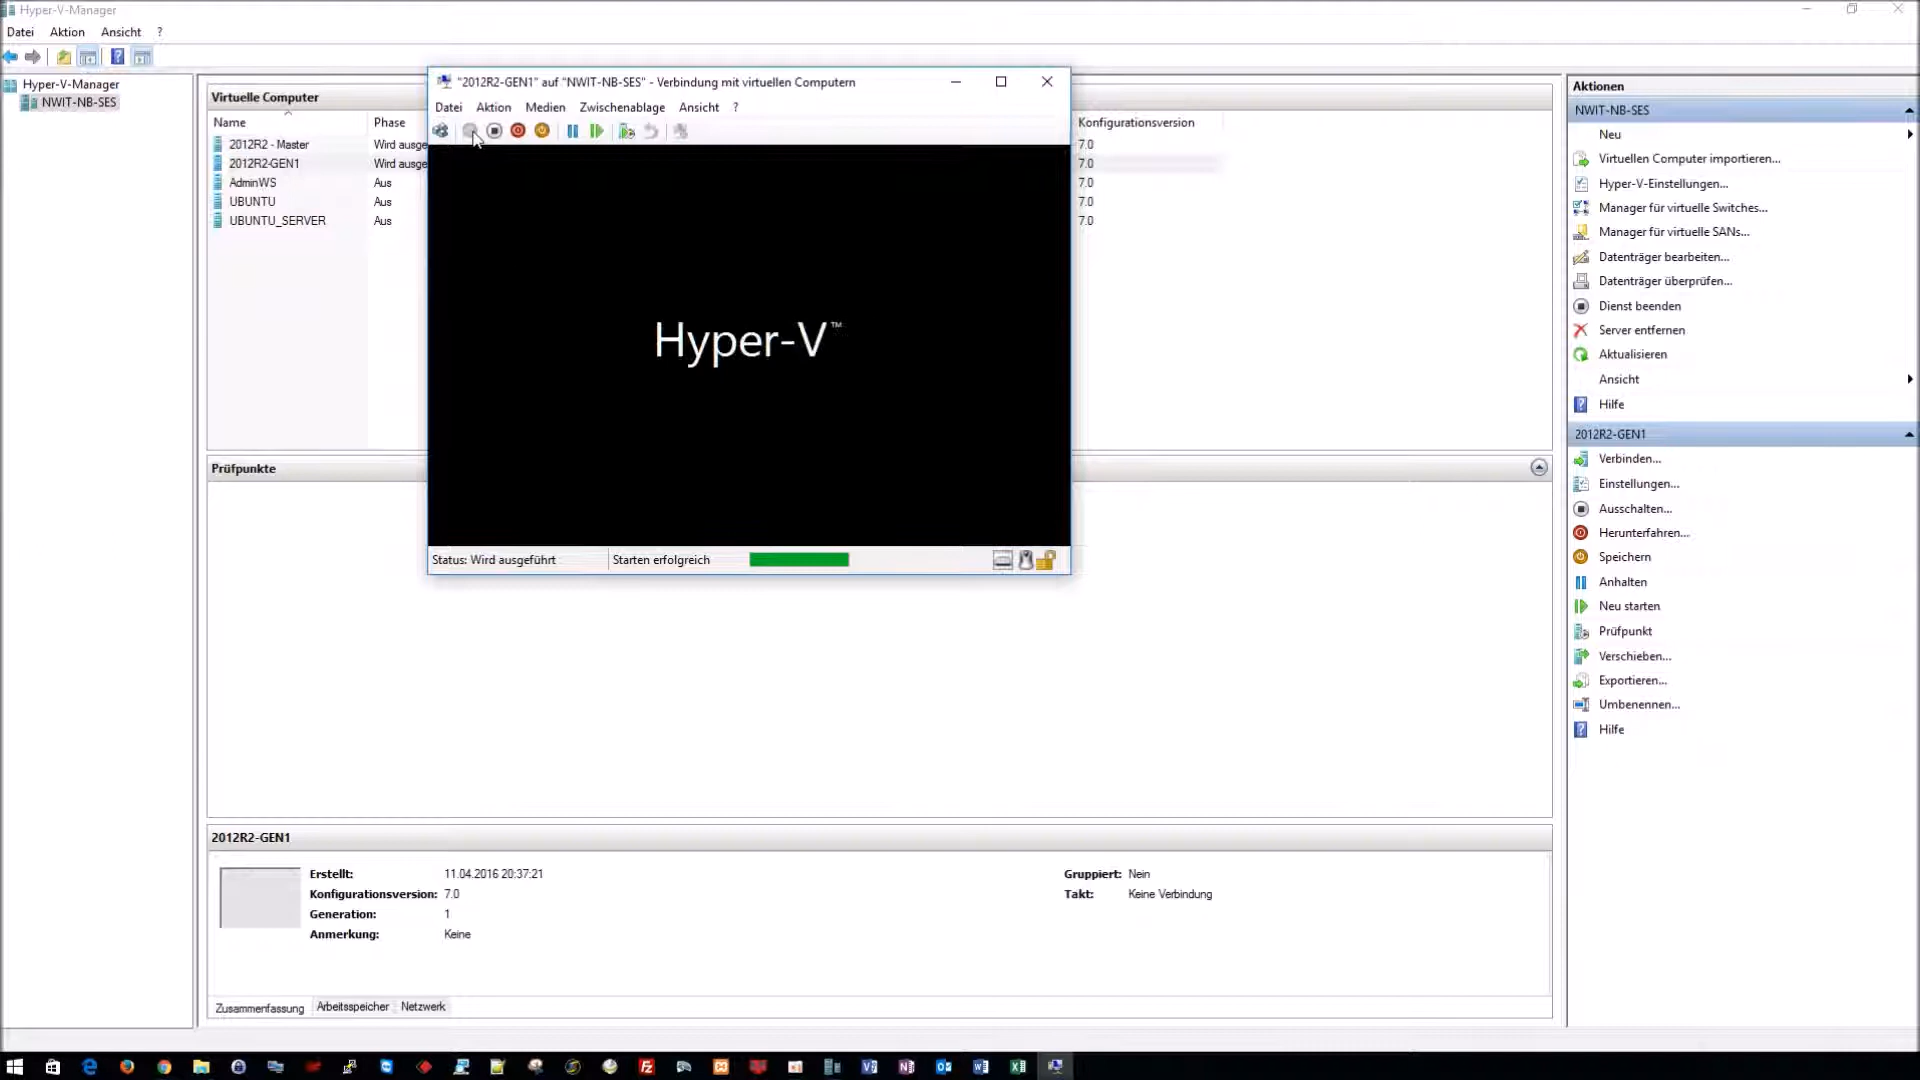 Hyper-V-Manager
Datei Aktion Ansicht ?
Hyper-V-Manager
NWIT-NB-SES
Virtuelle Computer
Name Phase Konfigurationsversion
2012R2 - Master Wird ausge 7.0
2012R2-GEN1 Wird ausge 7.0
AdminWS Aus 7.0
UBUNTU Aus 7.0
UBUNTU_SERVER Aus 7.0
"2012R2-GEN1" auf "NWIT-NB-SES" - Verbindung mit virtuellen Computern
Datei Aktion Medien Zwischenablage Ansicht ?
Hyper-V™
Status: Wird ausgeführt Starten erfolgreich
Prüfpunkte
2012R2-GEN1
Erstellt: 11.04.2016 20:37:21 Gruppiert: Nein
Konfigurationsversion: 7.0 Takt: Keine Verbindung
Generation: 1
Anmerkung: Keine
Zusammenfassung Arbeitsspeicher Netzwerk
Aktionen
NWIT-NB-SES
Neu
Virtuellen Computer importieren...
Hyper-V-Einstellungen...
Manager für virtuelle Switches...
Manager für virtuelle SANs...
Datenträger bearbeiten...
Datenträger überprüfen...
Dienst beenden
Server entfernen
Aktualisieren
Ansicht
Hilfe
2012R2-GEN1
Verbinden...
Einstellungen...
Ausschalten...
Herunterfahren...
Speichern
Anhalten
Neu starten
Prüfpunkt
Verschieben...
Exportieren...
Umbenennen...
Hilfe